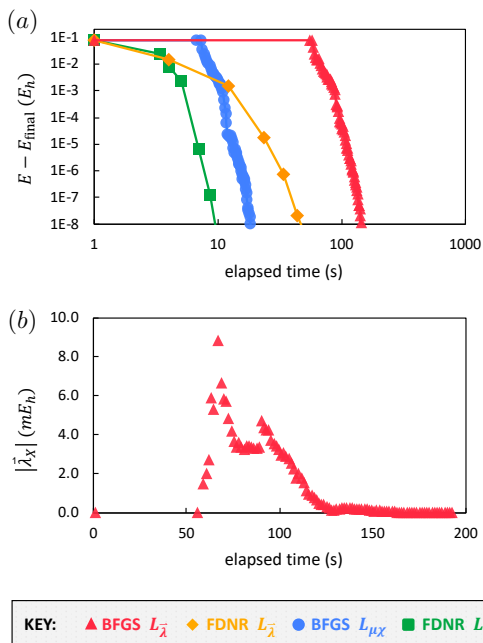 (a)
E − E_final (E_h)
1E-1
1E-2
1E-3
1E-4
1E-5
1E-6
1E-7
1E-8
1 10 100 1000
elapsed time (s)
(b)
|λ⃗_X| (mE_h)
10.0
8.0
6.0
4.0
2.0
0.0
0 50 100 150 200
elapsed time (s)
KEY: BFGS L_λ⃗ FDNR L_λ⃗ BFGS L_μχ FDNR L